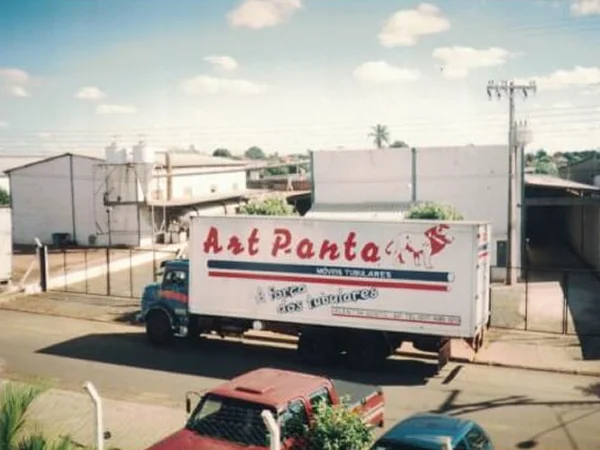 Art Panta
MÓVEIS TUBULARES
A força
dos tubulares